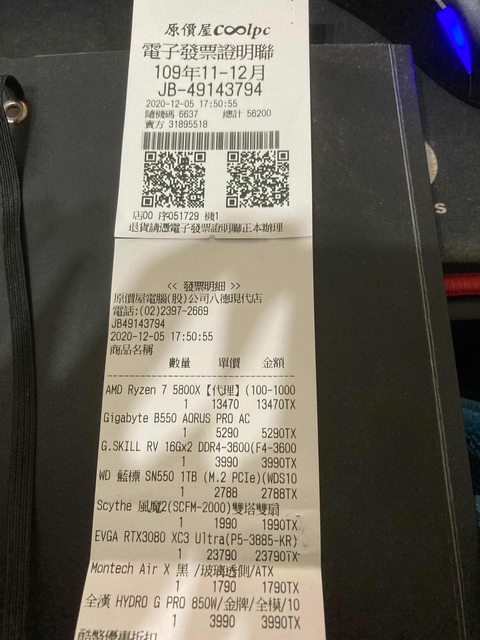 原價屋coolpc
電子發票證明聯
109年11-12月
JB-49143794
2020-12-05 17:50:55
隨機碼 6637 總計 56200
賣方 31895518
店00 序051729 機1
退貨請憑電子發票證明聯正本辦理
<< 發票明細 >>
原價屋電腦(股)公司八德現代店
電話:(02)2397-2669
JB49143794
2020-12-05 17:50:55
商品名稱
數量 單價 金額
AMD Ryzen 7 5800X【代理】(100-1000
1 13470 13470TX
Gigabyte B550 AORUS PRO AC
1 5290 5290TX
G.SKILL RV 16Gx2 DDR4-3600(F4-3600
1 3990 3990TX
WD 藍標 SN550 1TB (M.2 PCIe)(WDS10
1 2788 2788TX
Scythe 風魔2(SCFM-2000)雙塔雙扇
1 1990 1990TX
EVGA RTX3080 XC3 Ultra(P5-3885-KR)
1 23790 23790TX
Montech Air X 黑 /玻璃透側/ATX
1 1790 1790TX
全漢 HYDRO G PRO 850W/金牌/全模/10
1 3990 3990TX
酷幣優惠折扣
s